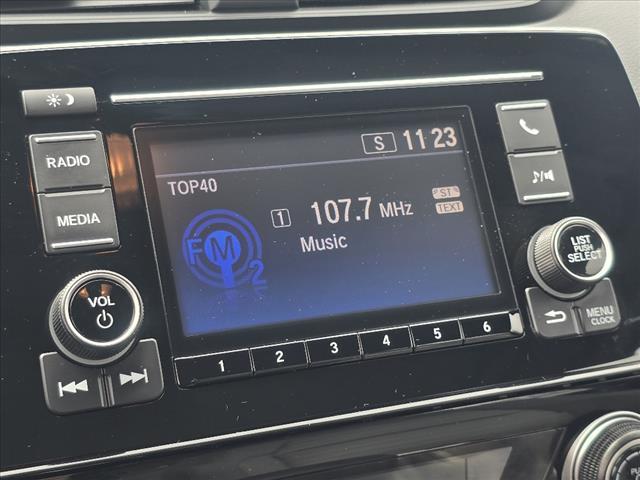 RADIO
MEDIA
VOL
S 11:23
TOP40
1 107.7 MHz
ST
TEXT
Music
FM2
1 2 3 4 5 6
LIST
PUSH
SELECT
MENU
CLOCK